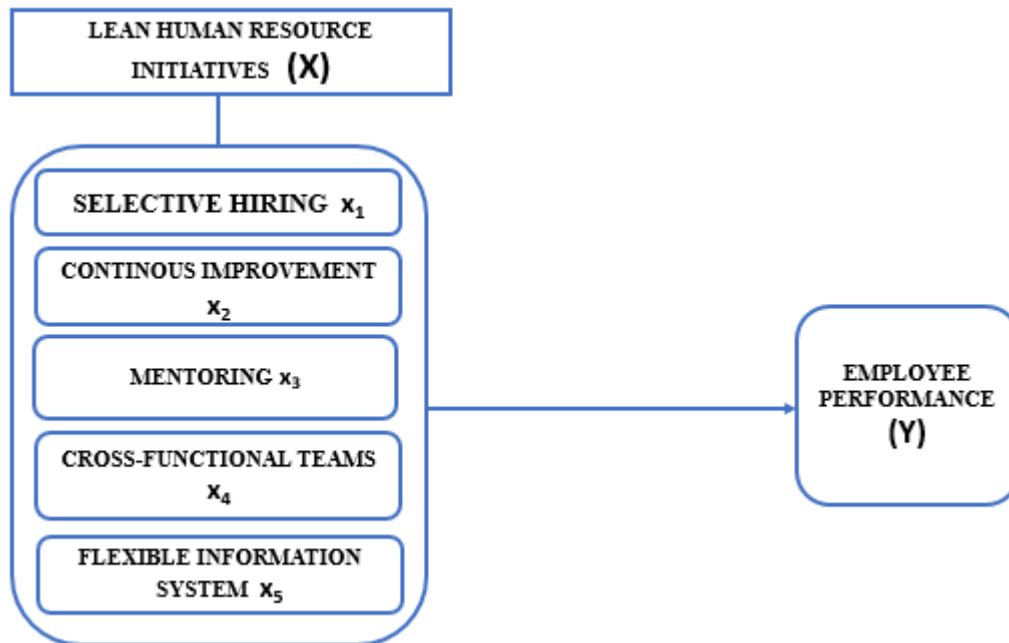 LEAN HUMAN RESOURCE
INITIATIVES (X)
SELECTIVE HIRING x₁
CONTINOUS IMPROVEMENT
x₂
MENTORING x₃
CROSS-FUNCTIONAL TEAMS
x₄
FLEXIBLE INFORMATION
SYSTEM x₅
EMPLOYEE
PERFORMANCE
(Y)